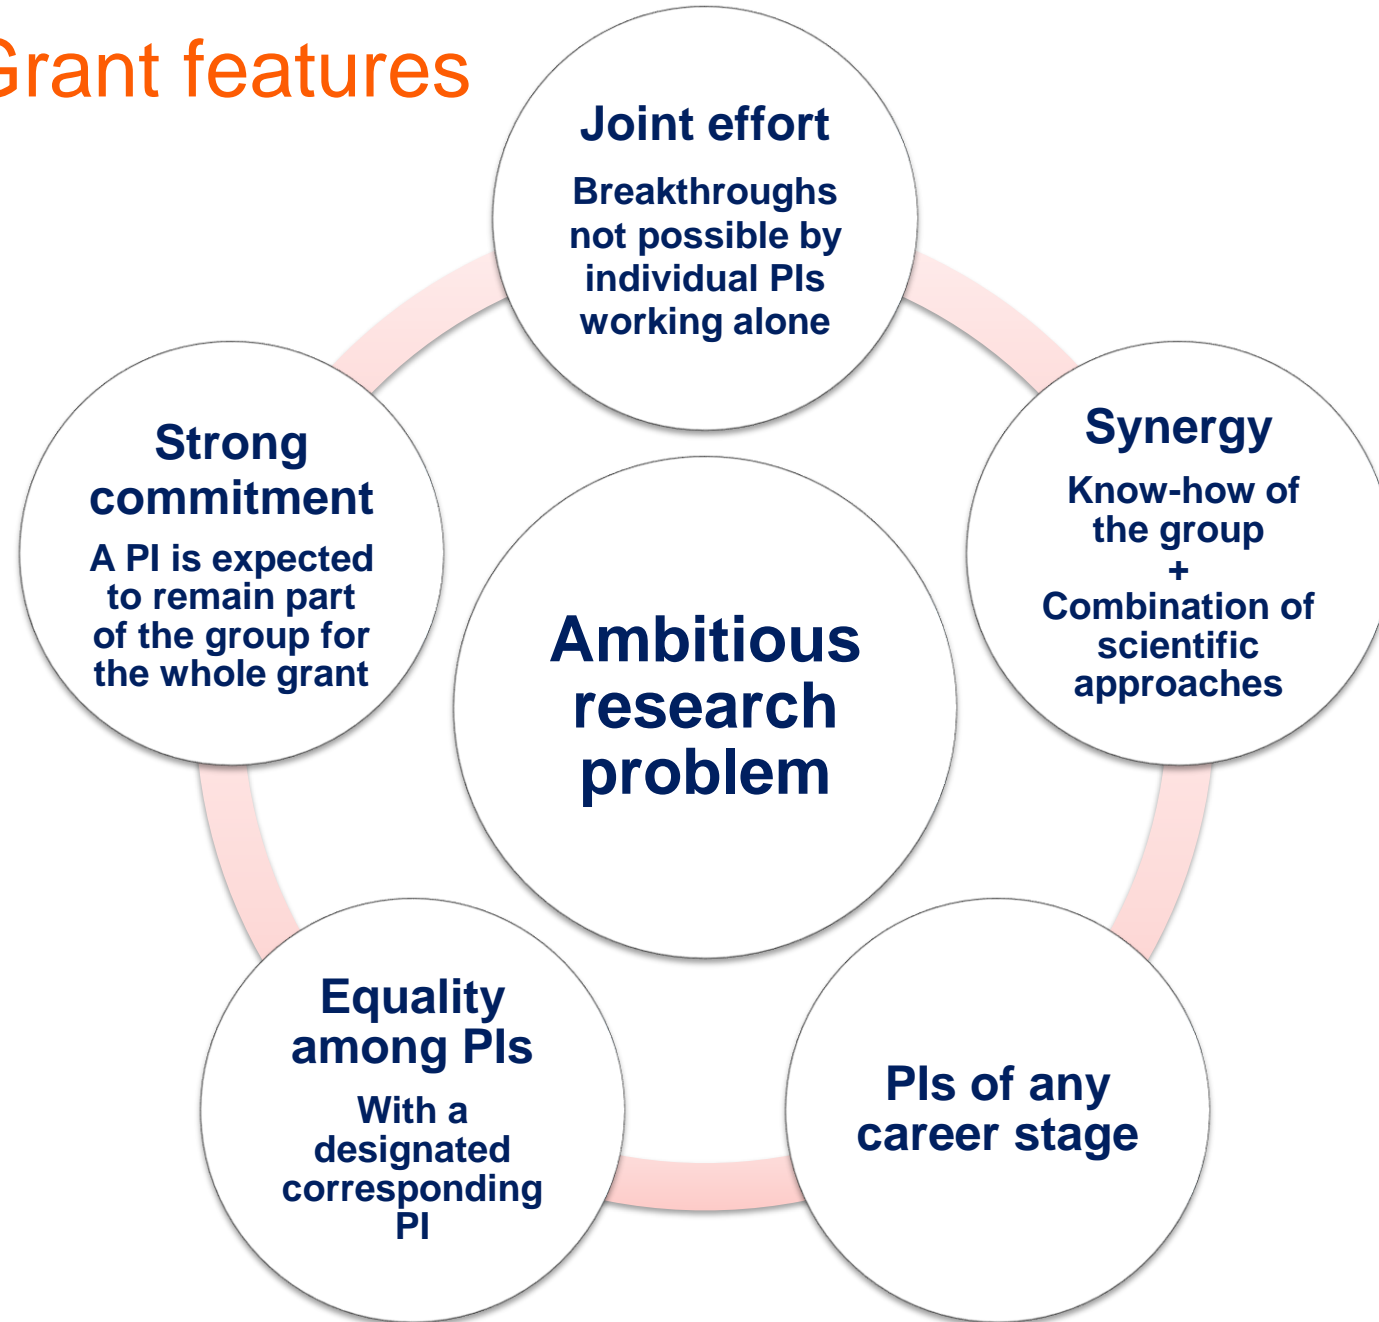 Grant features
Joint effort
Breakthroughs
not possible by
individual PIs
working alone
Synergy
Know-how of
the group
+
Combination of
scientific
approaches
Strong
commitment
A PI is expected
to remain part
of the group for
the whole grant
Ambitious
research
problem
Equality
among PIs
With a
designated
corresponding
PI
PIs of any
career stage